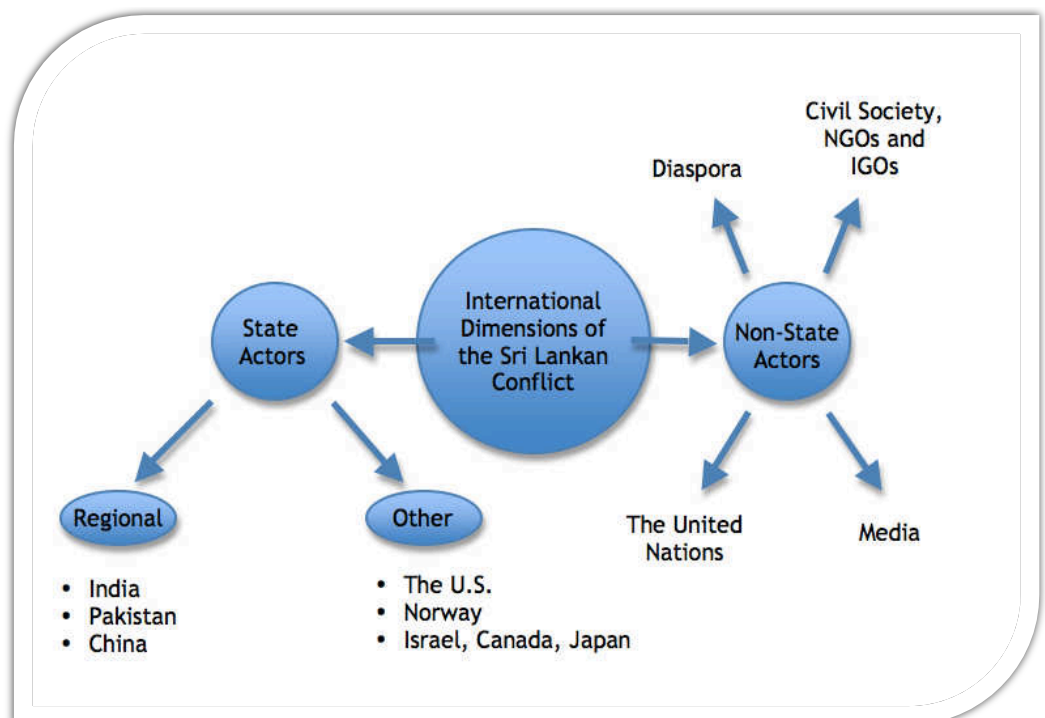 Civil Society,
NGOs and
IGOs
Diaspora
International
Dimensions of
the Sri Lankan
Conflict
State
Actors
Non-State
Actors
Regional
Other
The United
Nations
Media
• India
• Pakistan
• China
• The U.S.
• Norway
• Israel, Canada, Japan